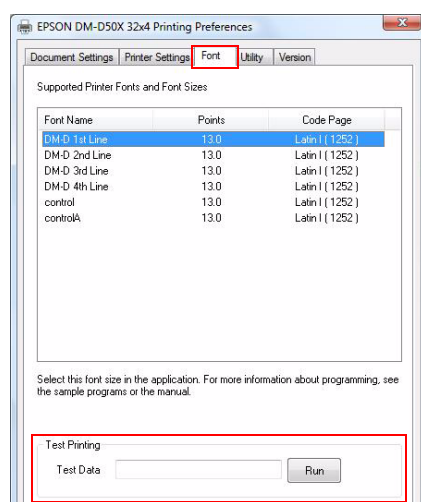 EPSON DM-D50X 32x4 Printing Preferences
Document Settings Printer Settings Font Utility Version
Supported Printer Fonts and Font Sizes
Font Name Points Code Page
DM-D 1st Line 13.0 Latin I ( 1252 )
DM-D 2nd Line 13.0 Latin I ( 1252 )
DM-D 3rd Line 13.0 Latin I ( 1252 )
DM-D 4th Line 13.0 Latin I ( 1252 )
control 13.0 Latin I ( 1252 )
controlA 13.0 Latin I ( 1252 )
Select this font size in the application. For more information about programming, see
the sample programs or the manual.
Test Printing
Test Data Run